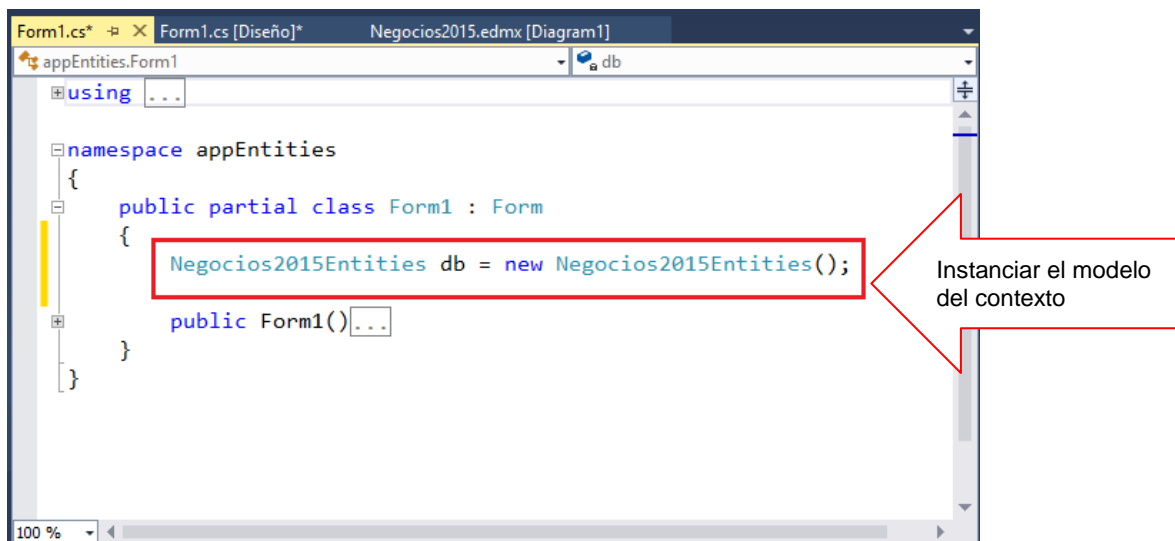 Form1.cs* Form1.cs [Diseño]* Negocios2015.edmx [Diagram1]
appEntities.Form1 db
using ...
namespace appEntities
{
public partial class Form1 : Form
{
Negocios2015Entities db = new Negocios2015Entities();
Instanciar el modelo
del contexto
public Form1()...
}
}
100 %